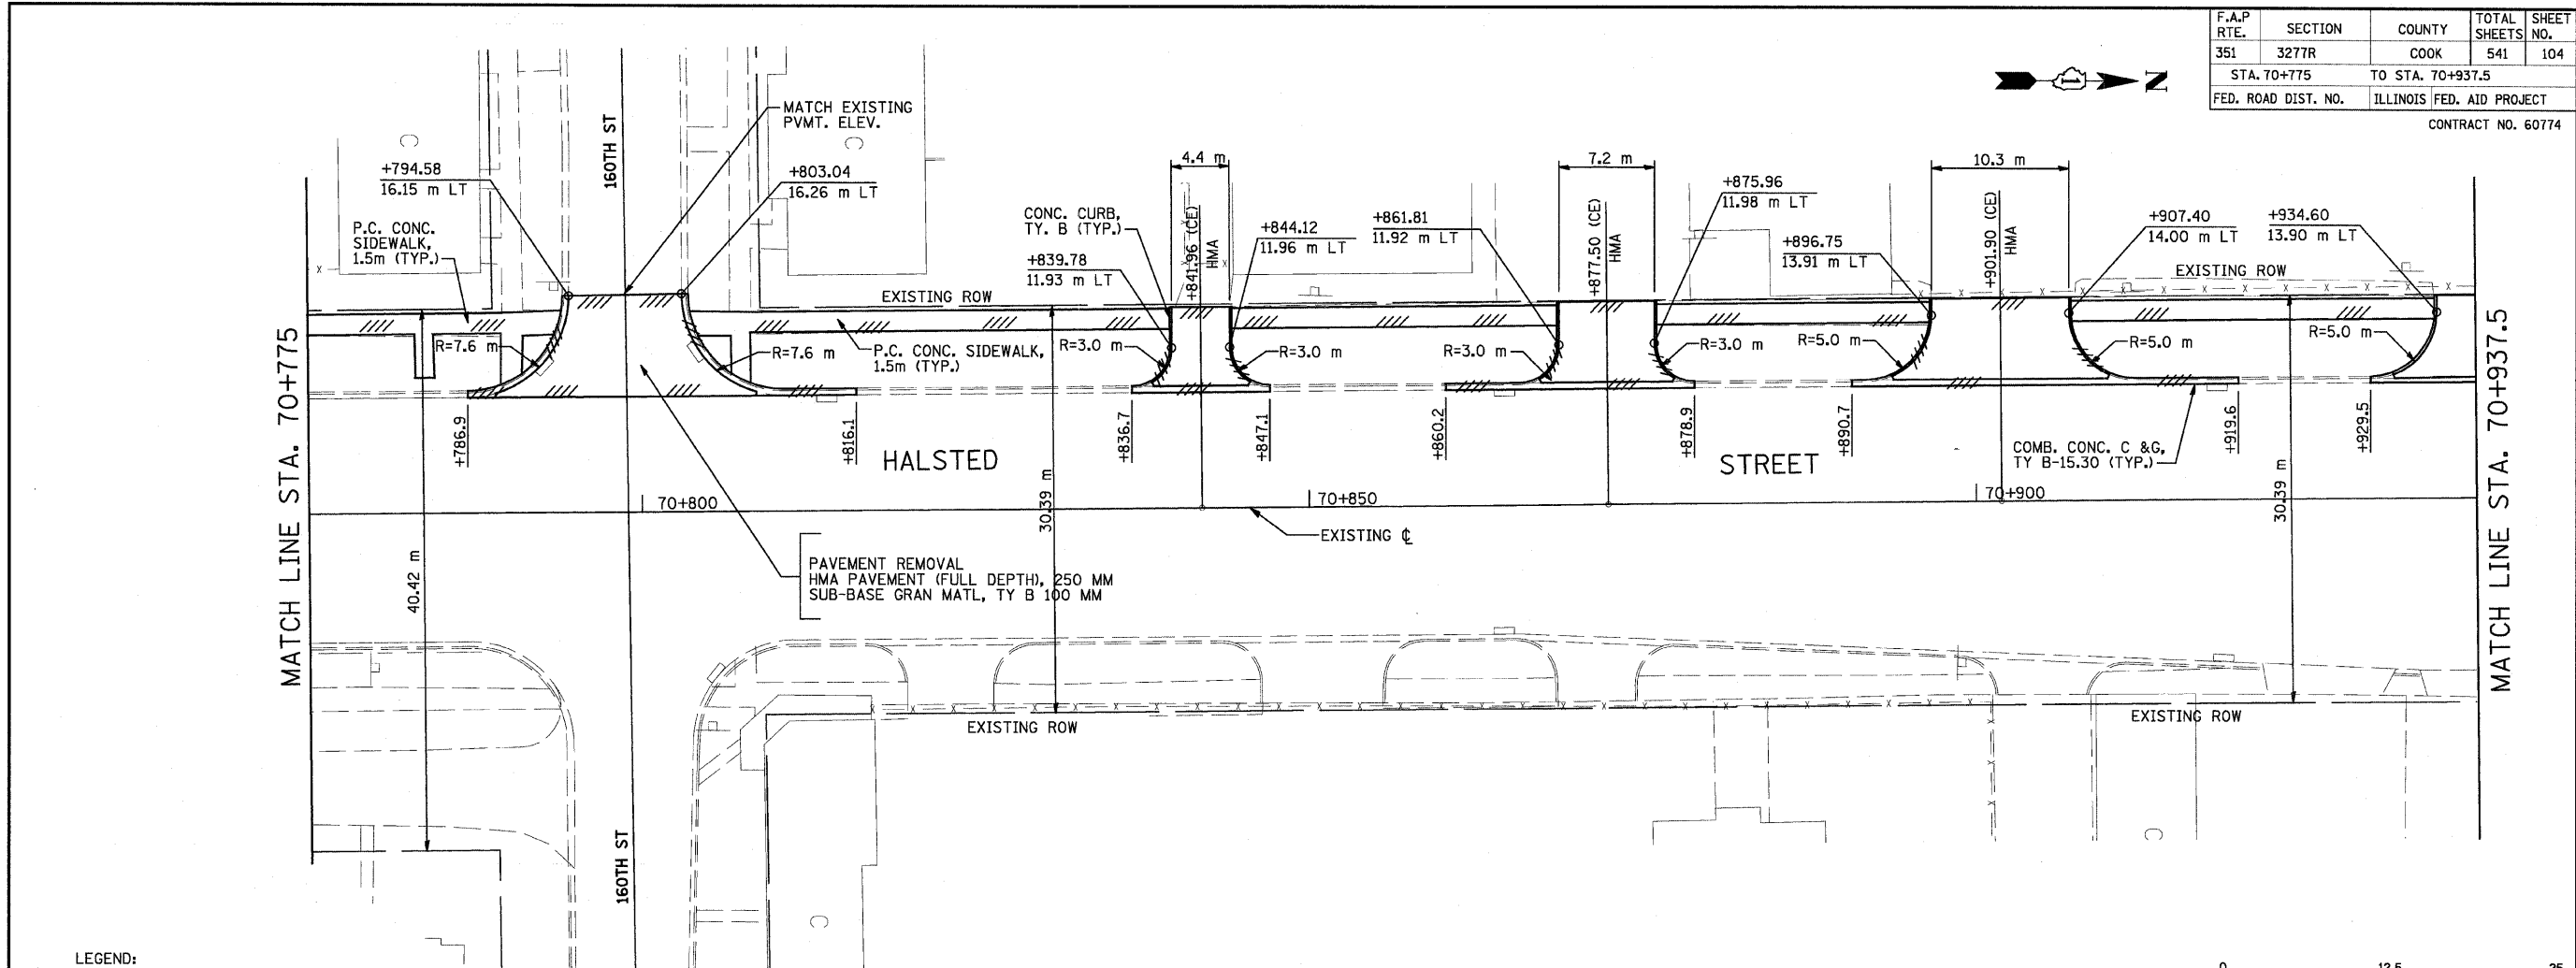 F.A.P RTE. SECTION COUNTY TOTAL SHEETS SHEET NO.
351 3277R COOK 541 104
STA. 70+775 TO STA. 70+937.5
FED. ROAD DIST. NO. ILLINOIS FED. AID PROJECT
CONTRACT NO. 60774
N
MATCH EXISTING
PVMT. ELEV.
160TH ST
+794.58
16.15 m LT
+803.04
16.26 m LT
P.C. CONC.
SIDEWALK,
1.5m (TYP.)
CONC. CURB,
TY. B (TYP.)
4.4 m
7.2 m
10.3 m
+839.78
11.93 m LT
+841.96 (CE)
HMA
+844.12
11.96 m LT
+861.81
11.92 m LT
+877.50 (CE)
HMA
+875.96
11.98 m LT
+896.75
13.91 m LT
+901.90 (CE)
HMA
+907.40
14.00 m LT
+934.60
13.90 m LT
EXISTING ROW
EXISTING ROW
R=7.6 m
R=7.6 m
P.C. CONC. SIDEWALK,
1.5m (TYP.)
R=3.0 m
R=3.0 m
R=3.0 m
R=3.0 m
R=5.0 m
R=5.0 m
R=5.0 m
MATCH LINE STA. 70+775
MATCH LINE STA. 70+937.5
+786.9
+816.1
+836.7
+847.1
+860.2
+878.9
+890.7
+919.6
+929.5
HALSTED STREET
COMB. CONC. C &G,
TY B-15.30 (TYP.)
70+800
70+850
70+900
40.42 m
30.39 m
30.39 m
EXISTING ℄
PAVEMENT REMOVAL
HMA PAVEMENT (FULL DEPTH), 250 MM
SUB-BASE GRAN MATL, TY B 100 MM
EXISTING ROW
EXISTING ROW
160TH ST
C
C
C
C
LEGEND:
0 12.5 25